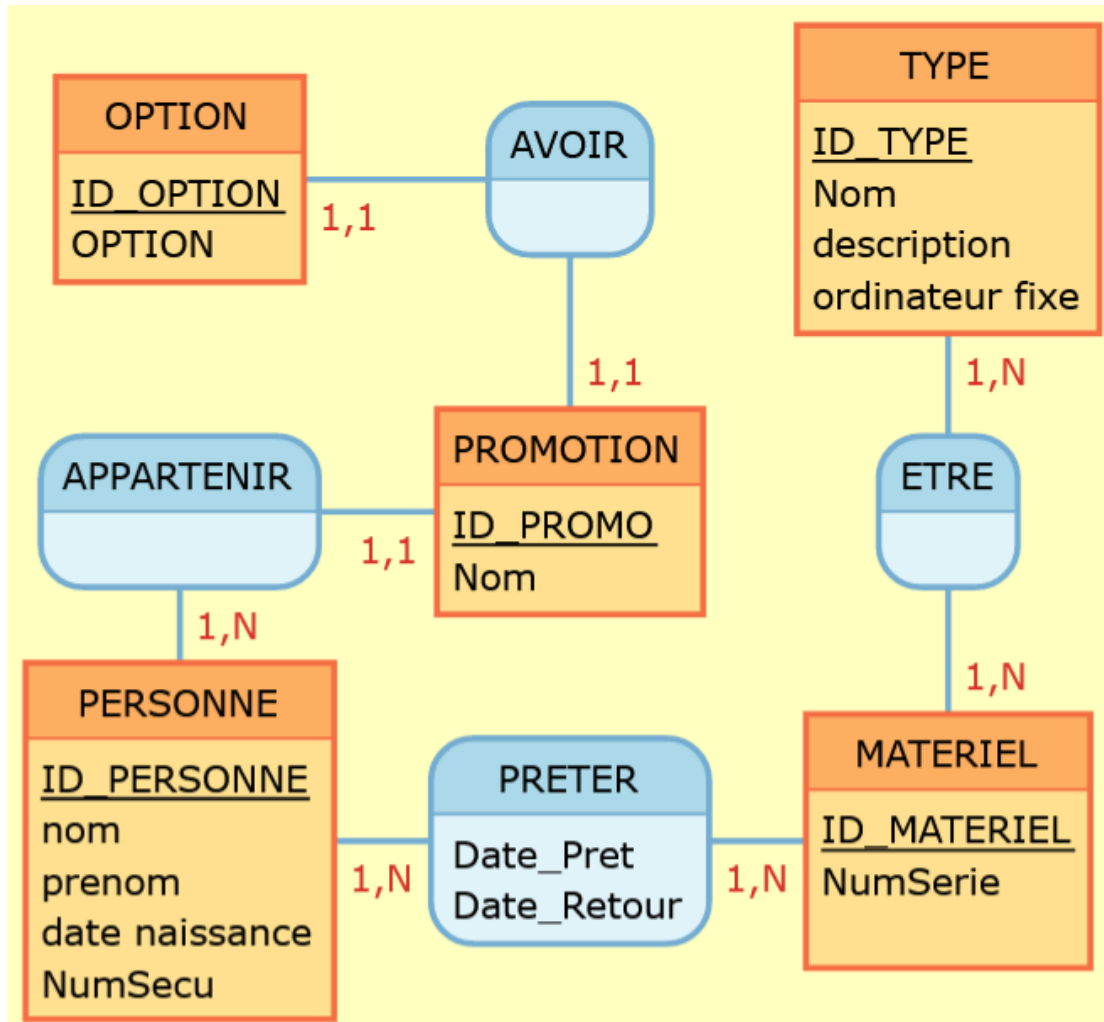 OPTION
ID_OPTION
OPTION
1,1
AVOIR
1,1
TYPE
ID_TYPE
Nom
description
ordinateur fixe
1,N
APPARTENIR
1,N
1,1
PROMOTION
ID_PROMO
Nom
ETRE
1,N
PERSONNE
ID_PERSONNE
nom
prenom
date naissance
NumSecu
1,N
PRETER
Date_Pret
Date_Retour
1,N
MATERIEL
ID_MATERIEL
NumSerie